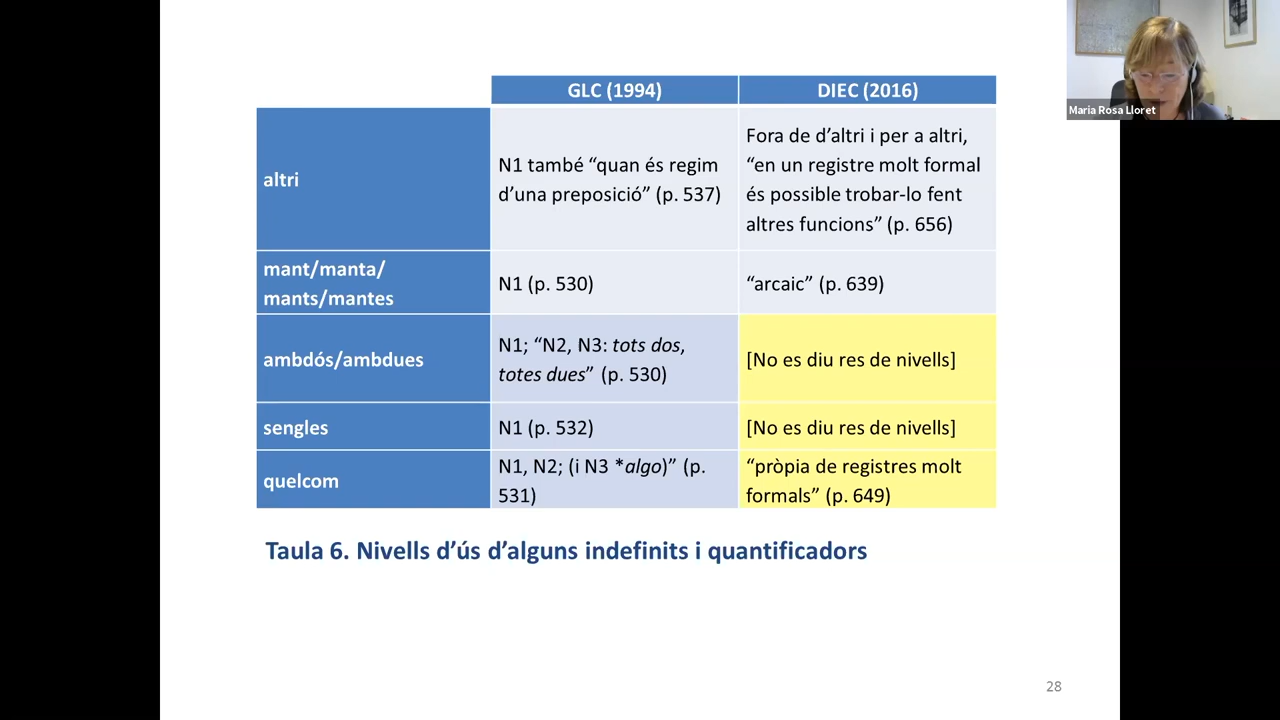 Maria Rosa Lloret
GLC (1994)
DIEC (2016)
altri
N1 també “quan és regim
d’una preposició” (p. 537)
Fora de d’altri i per a altri,
“en un registre molt formal
és possible trobar-lo fent
altres funcions” (p. 656)
mant/manta/
mants/mantes
N1 (p. 530)
“arcaic” (p. 639)
ambdós/ambdues
N1; “N2, N3: tots dos,
totes dues” (p. 530)
[No es diu res de nivells]
sengles
N1 (p. 532)
[No es diu res de nivells]
quelcom
N1, N2; (i N3 *algo)” (p.
531)
“pròpia de registres molt
formals” (p. 649)
Taula 6. Nivells d’ús d’alguns indefinits i quantificadors
28